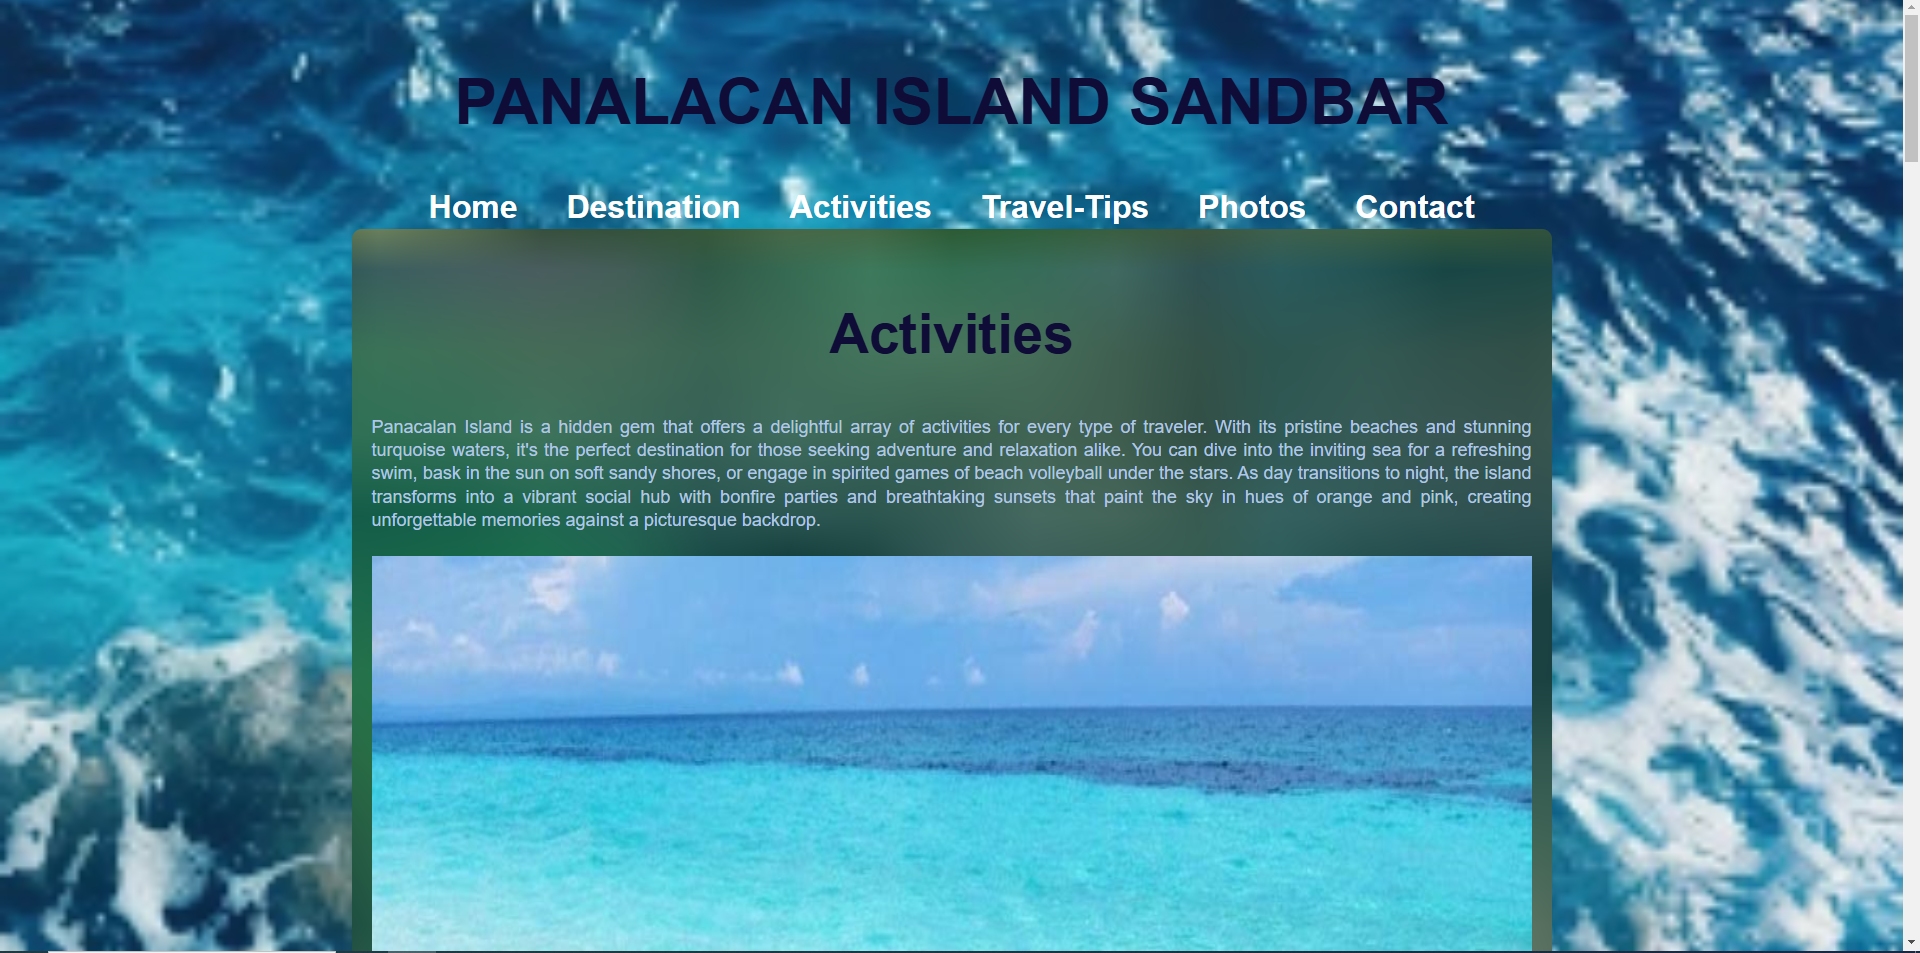 PANALACAN ISLAND SANDBAR
Home Destination Activities Travel-Tips Photos Contact
Activities
Panacalan Island is a hidden gem that offers a delightful array of activities for every type of traveler. With its pristine beaches and stunning
turquoise waters, it's the perfect destination for those seeking adventure and relaxation alike. You can dive into the inviting sea for a refreshing
swim, bask in the sun on soft sandy shores, or engage in spirited games of beach volleyball under the stars. As day transitions to night, the island
transforms into a vibrant social hub with bonfire parties and breathtaking sunsets that paint the sky in hues of orange and pink, creating
unforgettable memories against a picturesque backdrop.